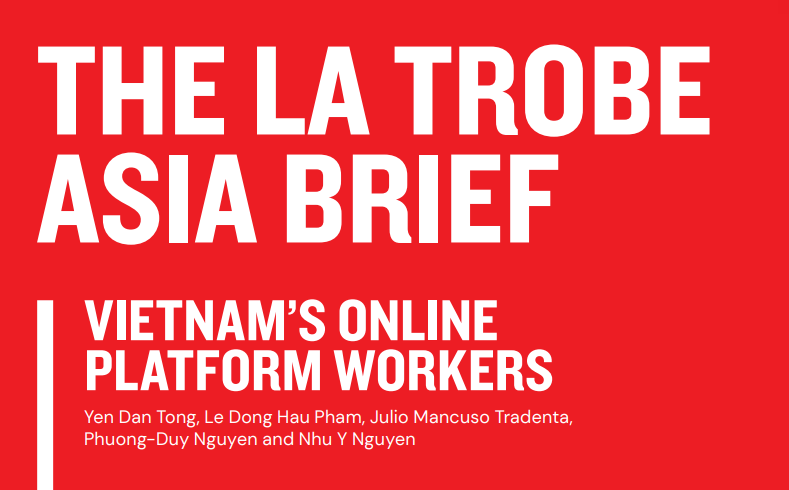 THE LA TROBE
ASIA BRIEF
VIETNAM’S ONLINE
PLATFORM WORKERS
Yen Dan Tong, Le Dong Hau Pham, Julio Mancuso Tradenta,
Phuong-Duy Nguyen and Nhu Y Nguyen